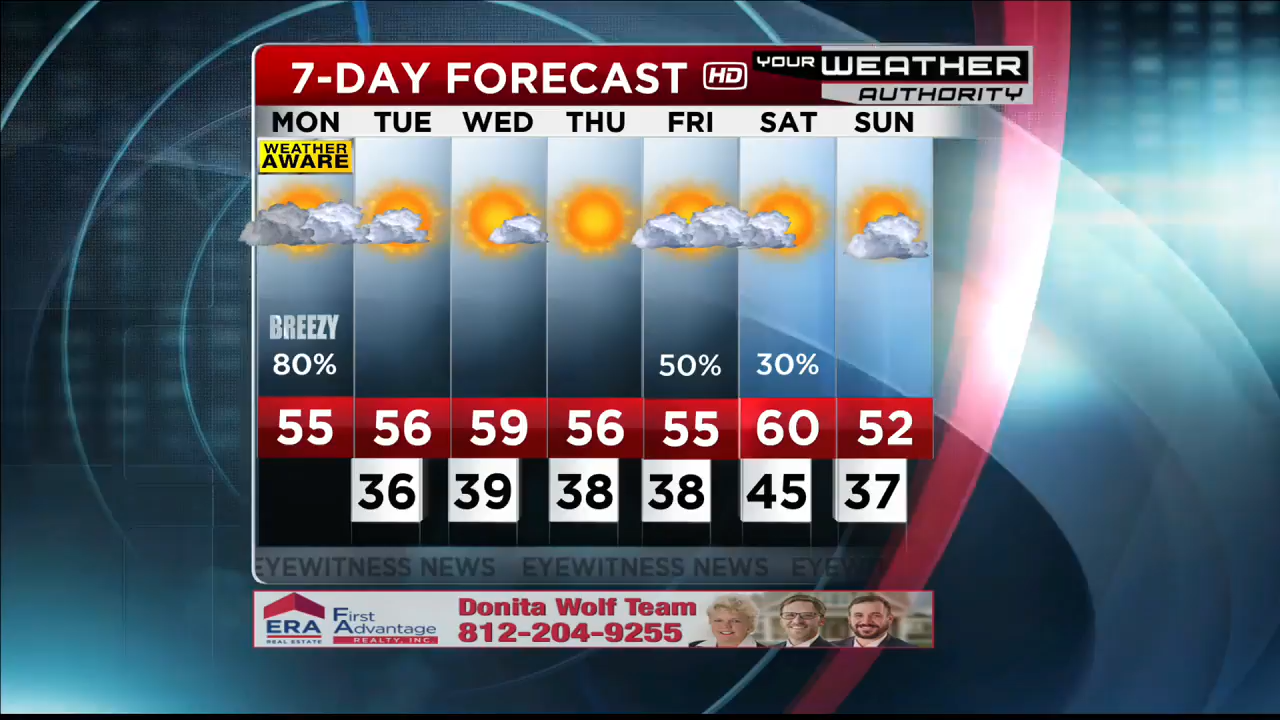 7-DAY FORECAST HD YOUR WEATHER
AUTHORITY
MON TUE WED THU FRI SAT SUN
WEATHER
AWARE
BREEZY
80% 50% 30%
55 56 59 56 55 60 52
36 39 38 38 45 37
EYEWITNESS NEWS EYEWITNESS NEWS EYEW
ERA
REAL ESTATE
First
Advantage
REALTY, INC.
Donita Wolf Team
812-204-9255